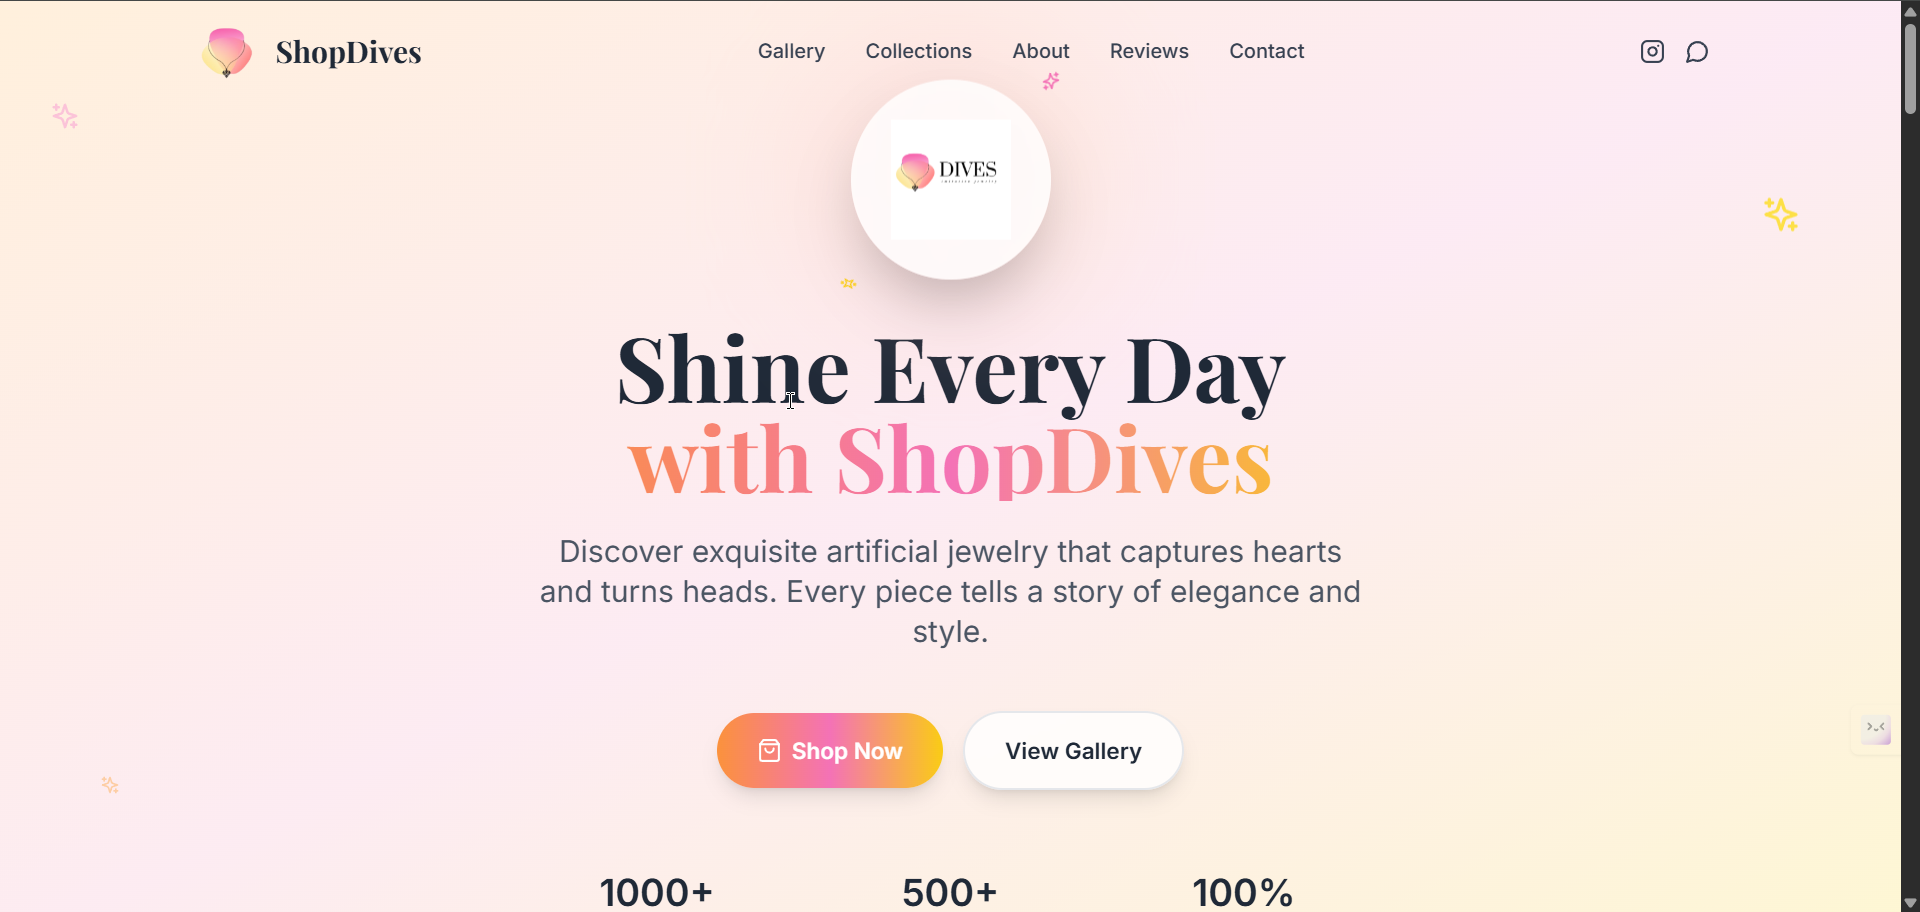 ShopDives
Gallery
Collections
About
Reviews
Contact
DIVES
Shine Every Day
with ShopDives
Discover exquisite artificial jewelry that captures hearts
and turns heads. Every piece tells a story of elegance and
style.
Shop Now
View Gallery
1000+
500+
100%